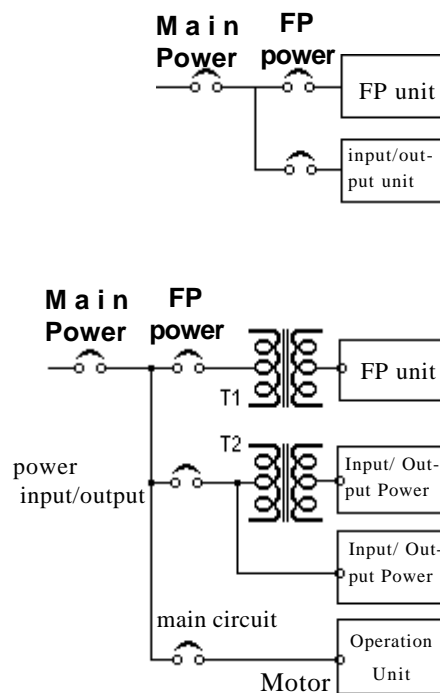 Main
Power
FP
power
FP unit
input/out-
put unit
Main
Power
FP
power
T1
FP unit
T2
power
input/output
Input/ Out-
put Power
Input/ Out-
put Power
main circuit
Operation
Unit
Motor